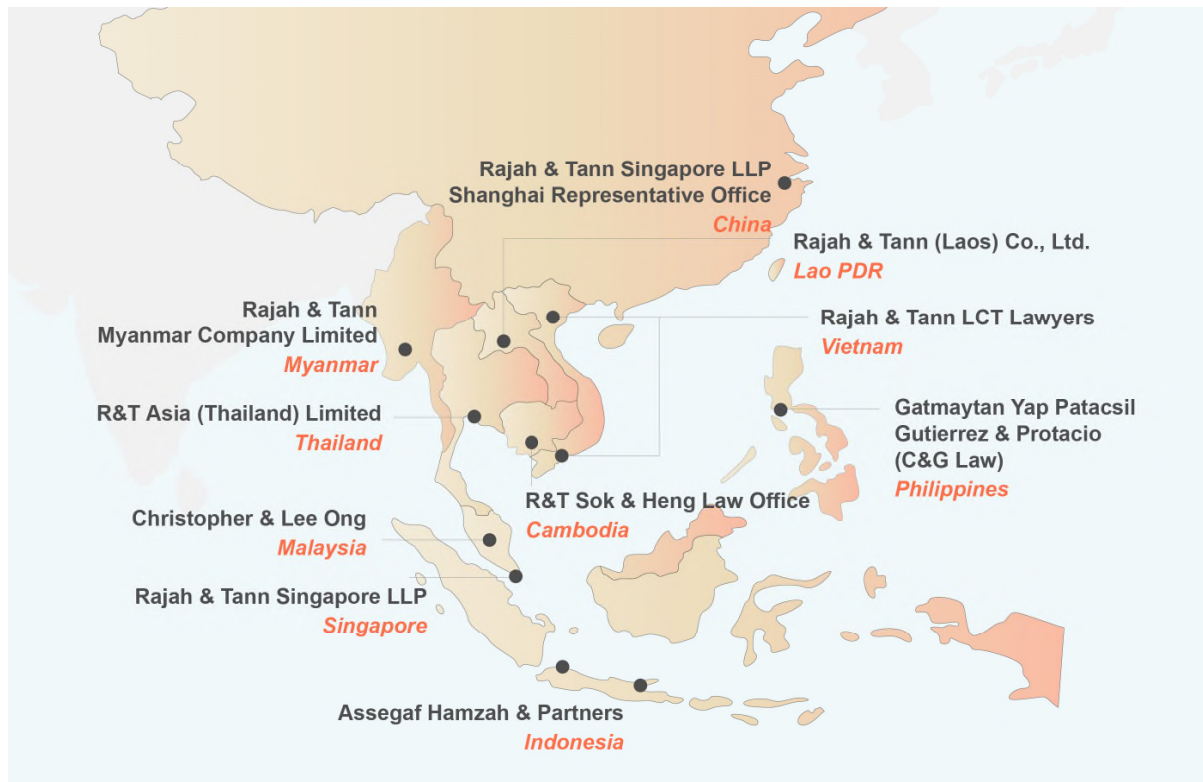 Rajah & Tann Singapore LLP
Shanghai Representative Office
China
Rajah & Tann (Laos) Co., Ltd.
Lao PDR
Rajah & Tann
Myanmar Company Limited
Myanmar
Rajah & Tann LCT Lawyers
Vietnam
R&T Asia (Thailand) Limited
Thailand
Gatmaytan Yap Patacsil
Gutierrez & Protacio
(C&G Law)
Philippines
R&T Sok & Heng Law Office
Cambodia
Christopher & Lee Ong
Malaysia
Rajah & Tann Singapore LLP
Singapore
Assegaf Hamzah & Partners
Indonesia